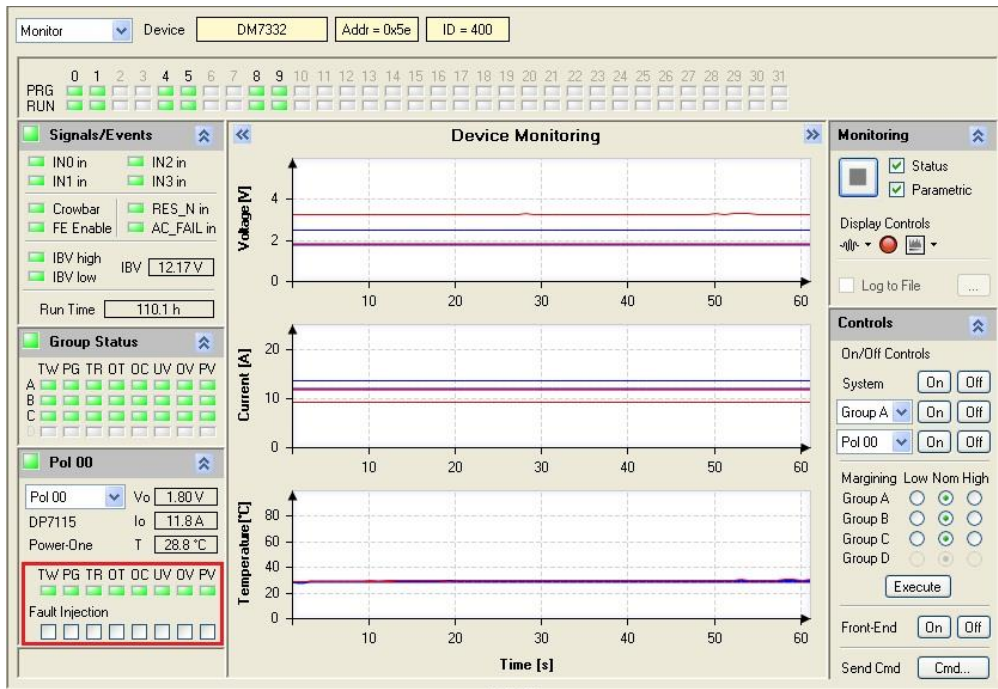 Monitor Device DM7332 Addr = 0x5e ID = 400
0 1 2 3 4 5 6 7 8 9 10 11 12 13 14 15 16 17 18 19 20 21 22 23 24 25 26 27 28 29 30 31
PRG
RUN
Signals/Events
IN0 in IN2 in
IN1 in IN3 in
Crowbar RES_N in
FE Enable AC_FAIL in
IBV high
IBV low
IBV 12.17 V
Run Time 110.1 h
Group Status
TW PG TR OT OC UV OV PV
A
B
C
D
Pol 00
Pol 00 Vo 1.80 V
DP7115 Io 11.8 A
Power-One T 28.8 °C
TW PG TR OT OC UV OV PV
Fault Injection
Device Monitoring
Voltage [V]
4
2
0
10 20 30 40 50 60
Current [A]
20
10
0
10 20 30 40 50 60
Temperature [°C]
80
60
40
20
0
10 20 30 40 50 60
Time [s]
Monitoring
Status
Parametric
Display Controls
Log to File ...
Controls
On/Off Controls
System On Off
Group A On Off
Pol 00 On Off
Margining Low Nom High
Group A
Group B
Group C
Group D
Execute
Front-End On Off
Send Cmd Cmd...